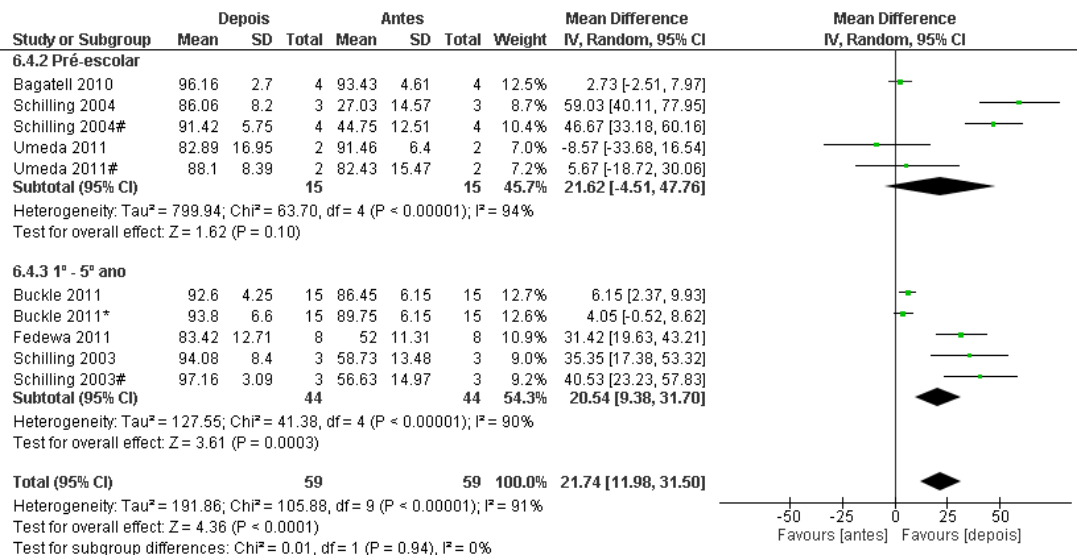 Depois Antes Mean Difference Mean Difference
Study or Subgroup Mean SD Total Mean SD Total Weight IV, Random, 95% CI IV, Random, 95% CI
6.4.2 Pré-escolar
Bagatell 2010 96.16 2.7 4 93.43 4.61 4 12.5% 2.73 [-2.51, 7.97]
Schilling 2004 86.06 8.2 3 27.03 14.57 3 8.7% 59.03 [40.11, 77.95]
Schilling 2004# 91.42 5.75 4 44.75 12.51 4 10.4% 46.67 [33.18, 60.16]
Umeda 2011 82.89 16.95 2 91.46 6.4 2 7.0% -8.57 [-33.68, 16.54]
Umeda 2011# 88.1 8.39 2 82.43 15.47 2 7.2% 5.67 [-18.72, 30.06]
Subtotal (95% CI) 15 15 45.7% 21.62 [-4.51, 47.76]
Heterogeneity: Tau² = 799.94; Chi² = 63.70, df = 4 (P < 0.00001); I² = 94%
Test for overall effect: Z = 1.62 (P = 0.10)
6.4.3 1º - 5º ano
Buckle 2011 92.6 4.25 15 86.45 6.15 15 12.7% 6.15 [2.37, 9.93]
Buckle 2011* 93.8 6.6 15 89.75 6.15 15 12.6% 4.05 [-0.52, 8.62]
Fedewa 2011 83.42 12.71 8 52 11.31 8 10.9% 31.42 [19.63, 43.21]
Schilling 2003 94.08 8.4 3 58.73 13.48 3 9.0% 35.35 [17.38, 53.32]
Schilling 2003# 97.16 3.09 3 56.63 14.97 3 9.2% 40.53 [23.23, 57.83]
Subtotal (95% CI) 44 44 54.3% 20.54 [9.38, 31.70]
Heterogeneity: Tau² = 127.55; Chi² = 41.38, df = 4 (P < 0.00001); I² = 90%
Test for overall effect: Z = 3.61 (P = 0.0003)
Total (95% CI) 59 59 100.0% 21.74 [11.98, 31.50]
Heterogeneity: Tau² = 191.86; Chi² = 105.88, df = 9 (P < 0.00001); I² = 91%
Test for overall effect: Z = 4.36 (P < 0.0001)
Test for subgroup differences: Chi² = 0.01, df = 1 (P = 0.94), I² = 0%
-50 -25 0 25 50
Favours [antes] Favours [depois]